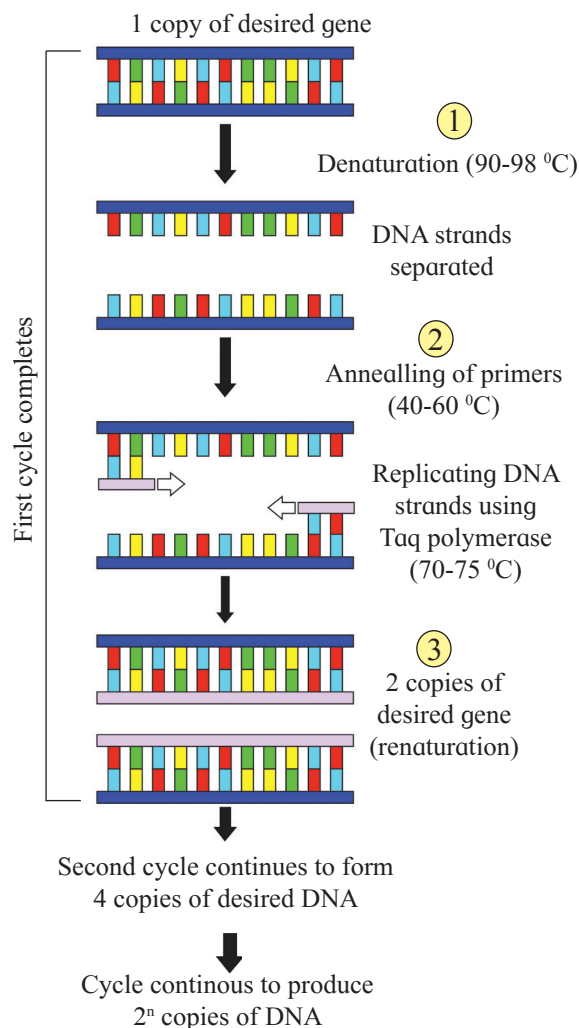 1 copy of desired gene
1
Denaturation (90-98 ⁰C)
DNA strands
separated
2
Annealling of primers
(40-60 ⁰C)
First cycle completes
Replicating DNA
strands using
Taq polymerase
(70-75 ⁰C)
3
2 copies of
desired gene
(renaturation)
Second cycle continues to form
4 copies of desired DNA
Cycle continous to produce
2ⁿ copies of DNA